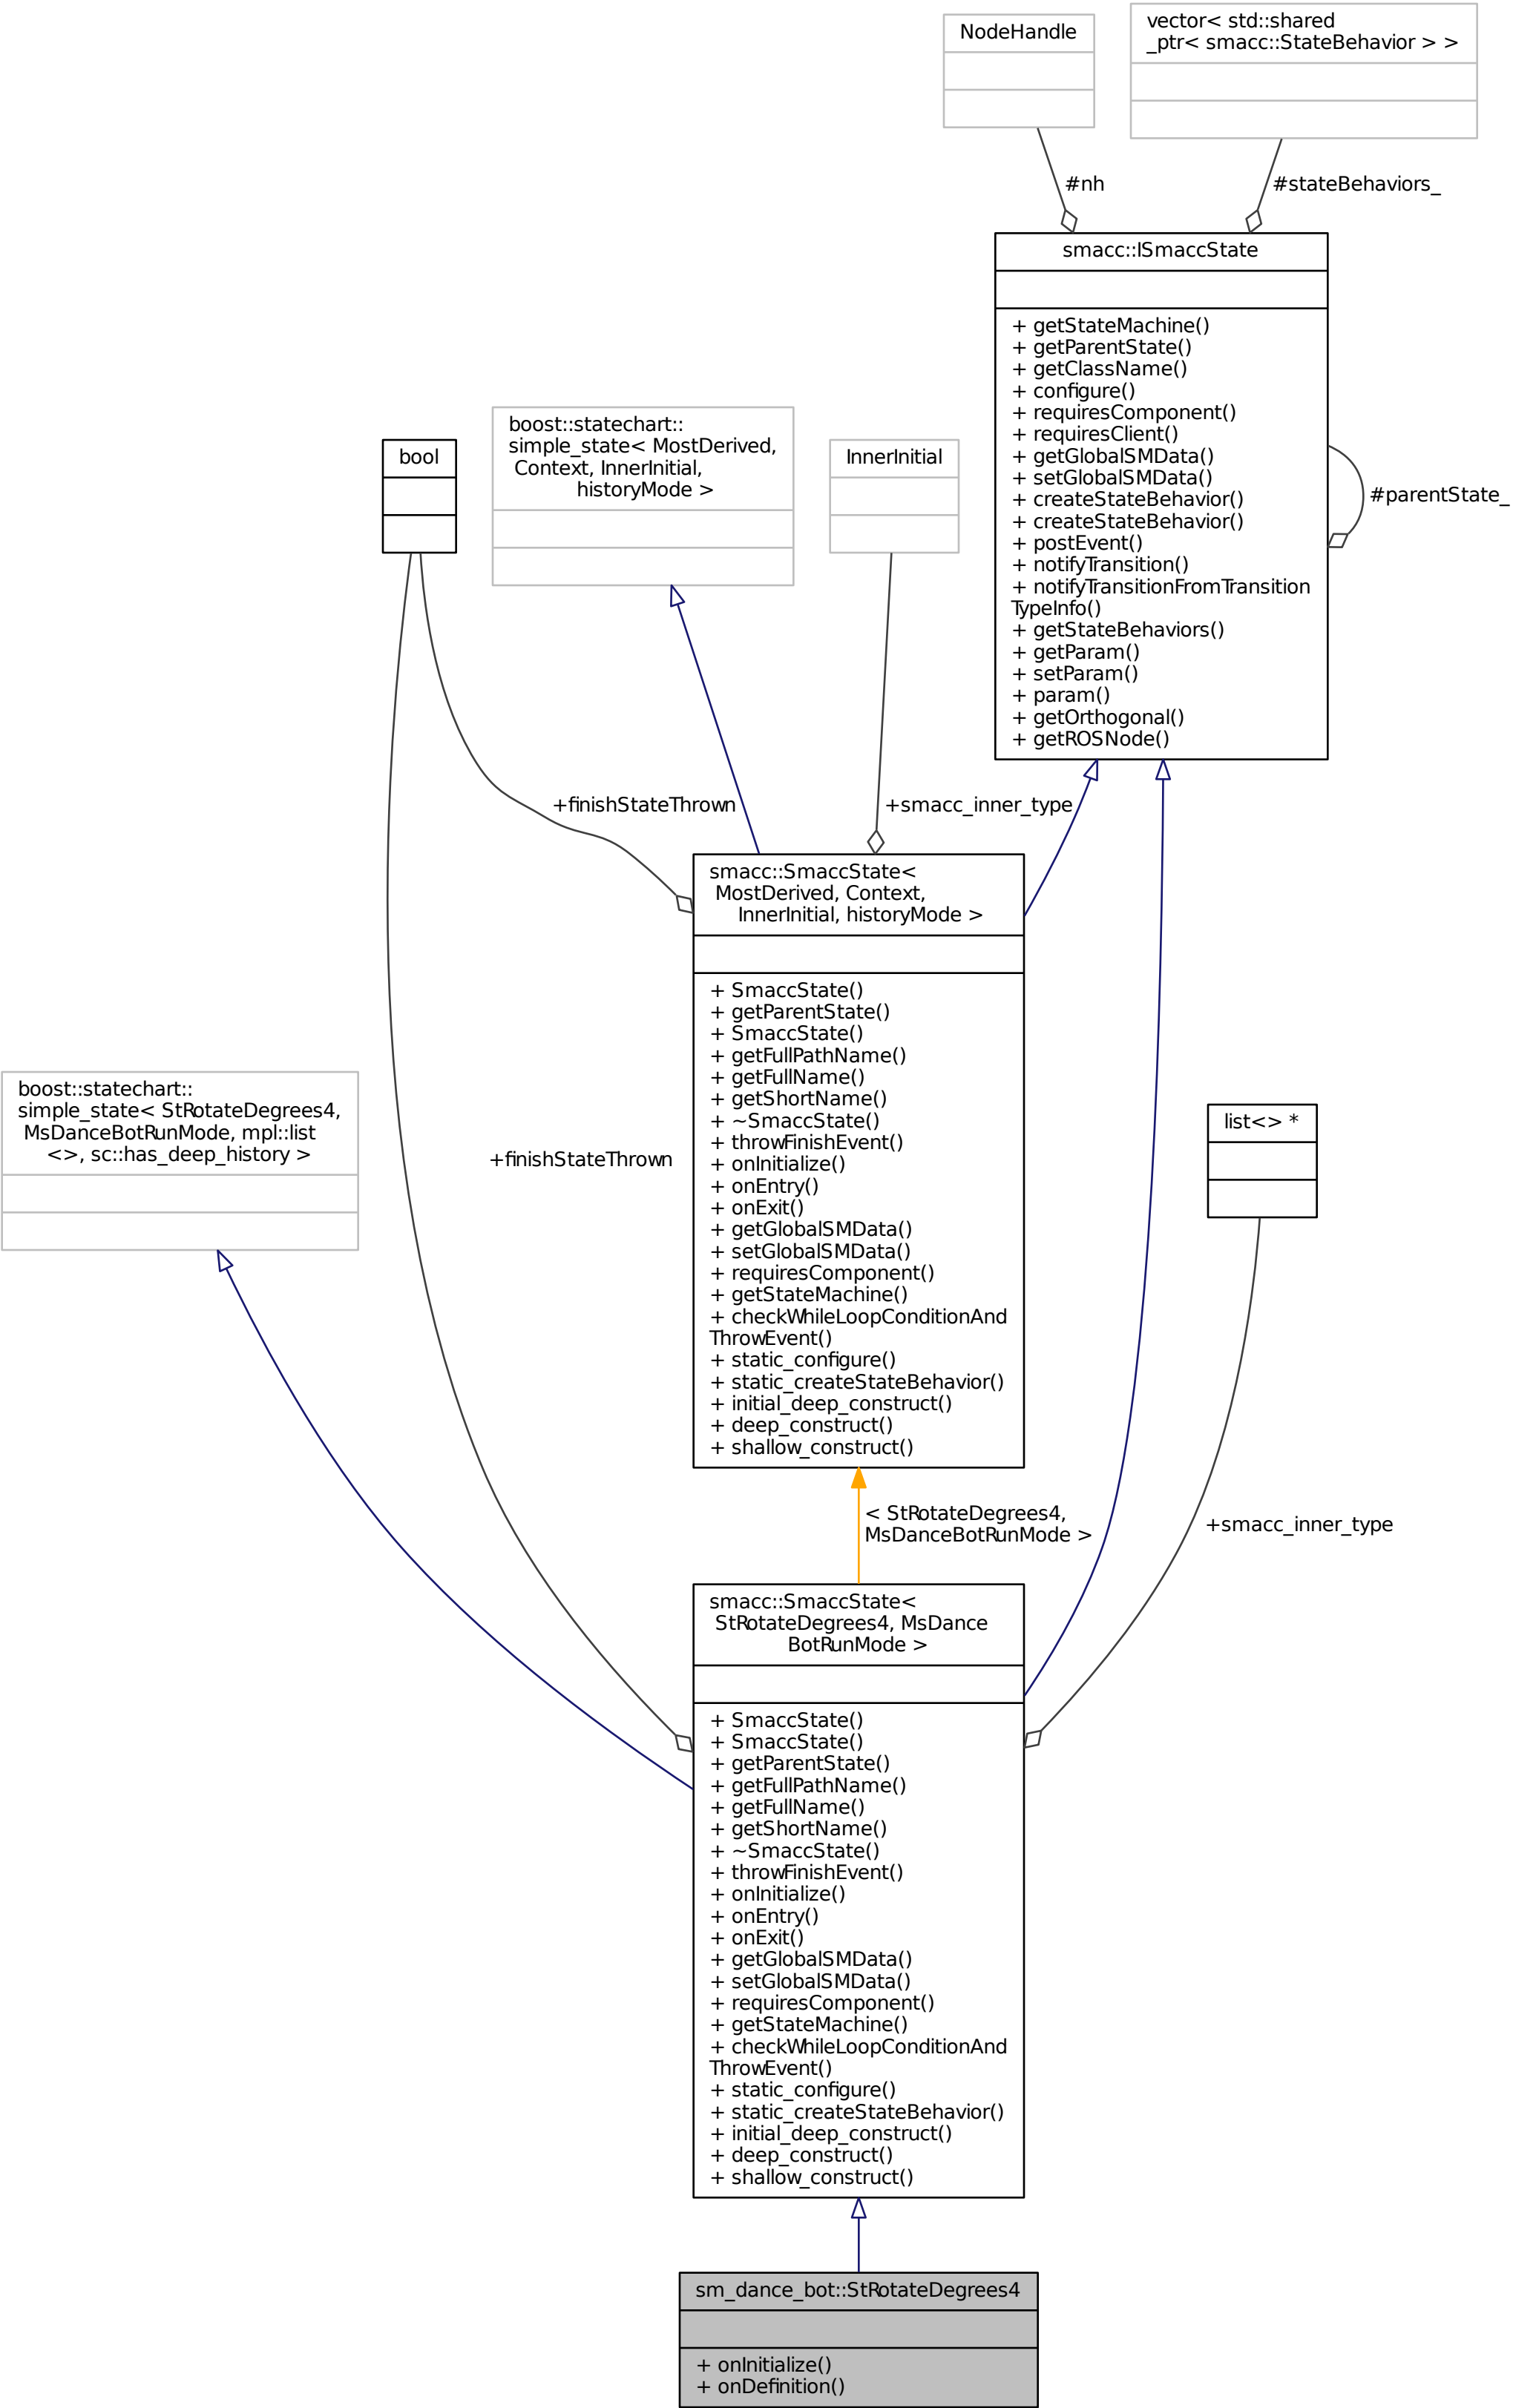 NodeHandle
vector< std::shared
_ptr< smacc::StateBehavior > >
#nh
#stateBehaviors_
smacc::ISmaccState
+ getStateMachine()
+ getParentState()
+ getClassName()
+ configure()
+ requiresComponent()
+ requiresClient()
+ getGlobalSMData()
+ setGlobalSMData()
+ createStateBehavior()
+ createStateBehavior()
+ postEvent()
+ notifyTransition()
+ notifyTransitionFromTransition
TypeInfo()
+ getStateBehaviors()
+ getParam()
+ setParam()
+ param()
+ getOrthogonal()
+ getROSNode()
#parentState_
boost::statechart::
simple_state< MostDerived,
Context, InnerInitial,
historyMode >
bool
InnerInitial
+finishStateThrown
+smacc_inner_type
smacc::SmaccState<
MostDerived, Context,
InnerInitial, historyMode >
+ SmaccState()
+ getParentState()
+ SmaccState()
+ getFullPathName()
+ getFullName()
+ getShortName()
+ ~SmaccState()
+ throwFinishEvent()
+ onInitialize()
+ onEntry()
+ onExit()
+ getGlobalSMData()
+ setGlobalSMData()
+ requiresComponent()
+ getStateMachine()
+ checkWhileLoopConditionAnd
ThrowEvent()
+ static_configure()
+ static_createStateBehavior()
+ initial_deep_construct()
+ deep_construct()
+ shallow_construct()
boost::statechart::
simple_state< StRotateDegrees4,
MsDanceBotRunMode, mpl::list
<>, sc::has_deep_history >
+finishStateThrown
list<> *
< StRotateDegrees4,
MsDanceBotRunMode >
+smacc_inner_type
smacc::SmaccState<
StRotateDegrees4, MsDance
BotRunMode >
+ SmaccState()
+ SmaccState()
+ getParentState()
+ getFullPathName()
+ getFullName()
+ getShortName()
+ ~SmaccState()
+ throwFinishEvent()
+ onInitialize()
+ onEntry()
+ onExit()
+ getGlobalSMData()
+ setGlobalSMData()
+ requiresComponent()
+ getStateMachine()
+ checkWhileLoopConditionAnd
ThrowEvent()
+ static_configure()
+ static_createStateBehavior()
+ initial_deep_construct()
+ deep_construct()
+ shallow_construct()
sm_dance_bot::StRotateDegrees4
+ onInitialize()
+ onDefinition()